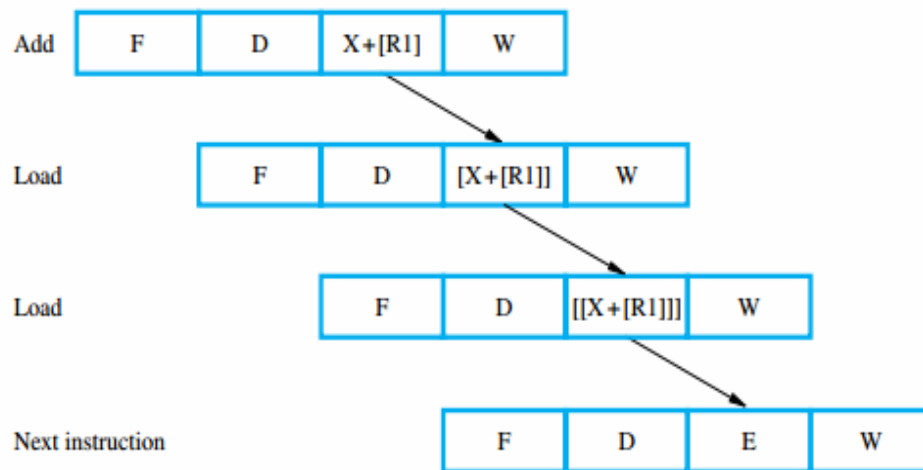 Add F D X+[R1] W
Load F D [X+[R1]] W
Load F D [[X+[R1]]] W
Next instruction F D E W